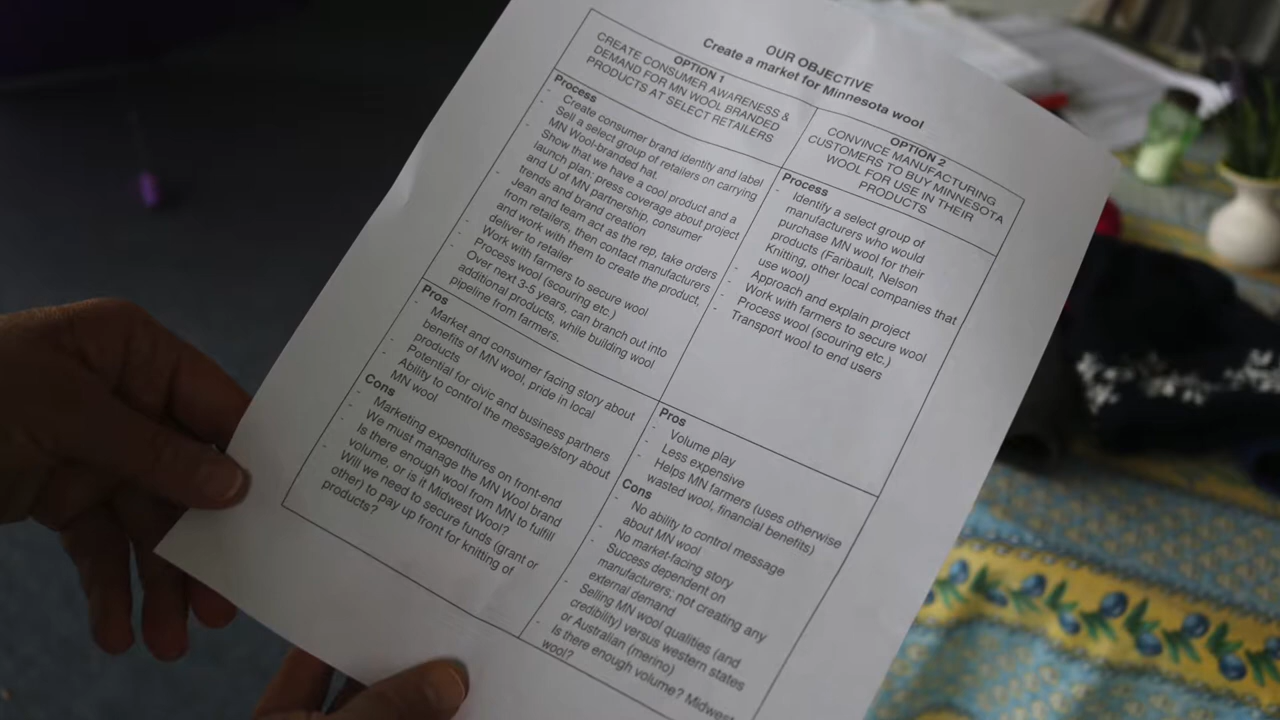 OUR OBJECTIVE
Create a market for Minnesota wool
OPTION 1
CREATE CONSUMER AWARENESS &
DEMAND FOR MN WOOL BRANDED
PRODUCTS AT SELECT RETAILERS
Process
- Create consumer brand identity and label
- Sell a select group of retailers on carrying
MN Wool-branded hat.
- Show that we have a cool product and a
launch plan: press coverage about project
and U of MN partnership, consumer
trends and brand creation
- Jean and team act as the rep, take orders
from retailers, then contact manufacturers
and work with them to create the product,
deliver to retailer
- Work with farmers to secure wool
- Process wool (scouring etc.)
- Over next 3-5 years, can branch out into
additional products, while building wool
pipeline from farmers.
Pros
- Market and consumer facing story about
benefits of MN wool, pride in local
products
- Potential for civic and business partners
- Ability to control the message/story about
MN wool
Cons
- Marketing expenditures on front-end
- We must manage the MN Wool brand
- Is there enough wool from MN to fulfill
volume, or is it Midwest Wool?
- Will we need to secure funds (grant or
other) to pay up front for knitting of
products?
OPTION 2
CONVINCE MANUFACTURING
CUSTOMERS TO BUY MINNESOTA
WOOL FOR USE IN THEIR
PRODUCTS
Process
- Identify a select group of
manufacturers who would
purchase MN wool for their
products (Faribault, Nelson
Knitting, other local companies that
use wool)
- Approach and explain project
- Work with farmers to secure wool
- Process wool (scouring etc.)
- Transport wool to end users
Pros
- Volume play
- Less expensive
- Helps MN farmers (uses otherwise
wasted wool, financial benefits)
Cons
- No ability to control message
about MN wool
- No market-facing story
- Success dependent on
manufacturers; not creating any
external demand
- Selling MN wool qualities (and
credibility) versus western states
or Australian (merino)
- Is there enough volume? Midwest
wool?